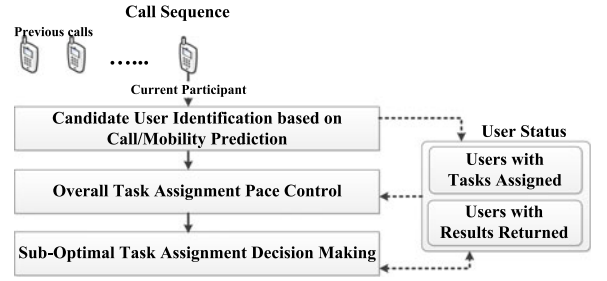 Call Sequence
Previous calls
......
Current Participant
Candidate User Identification based on
Call/Mobility Prediction
User Status
Users with
Tasks Assigned
Overall Task Assignment Pace Control
Users with
Results Returned
Sub-Optimal Task Assignment Decision Making